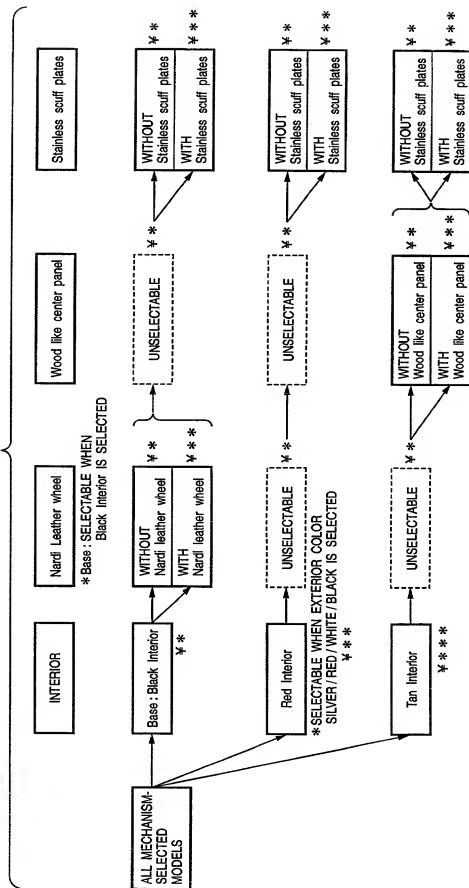 INTERIOR
Nardi Leather wheel
Wood like center panel
Stainless scuff plates
*Base : SELECTABLE WHEN
Black Interior IS SELECTED
ALL MECHANISM-
SELECTED
MODELS
Base : Black Interior
¥*
WITHOUT
Nardi leather wheel
¥**
WITH
Nardi leather wheel
¥***
UNSELECTABLE
¥**
WITHOUT
Stainless scuff plates
¥**
WITH
Stainless scuff plates
¥***
Red Interior
*SELECTABLE WHEN EXTERIOR COLOR
SILVER/RED/WHITE/BLACK IS SELECTED
¥***
UNSELECTABLE
¥**
UNSELECTABLE
¥**
WITHOUT
Stainless scuff plates
¥**
WITH
Stainless scuff plates
¥***
Tan Interior
¥****
UNSELECTABLE
¥**
WITHOUT
Wood like center panel
¥**
WITH
Wood like center panel
¥***
WITHOUT
Stainless scuff plates
¥**
WITH
Stainless scuff plates
¥***